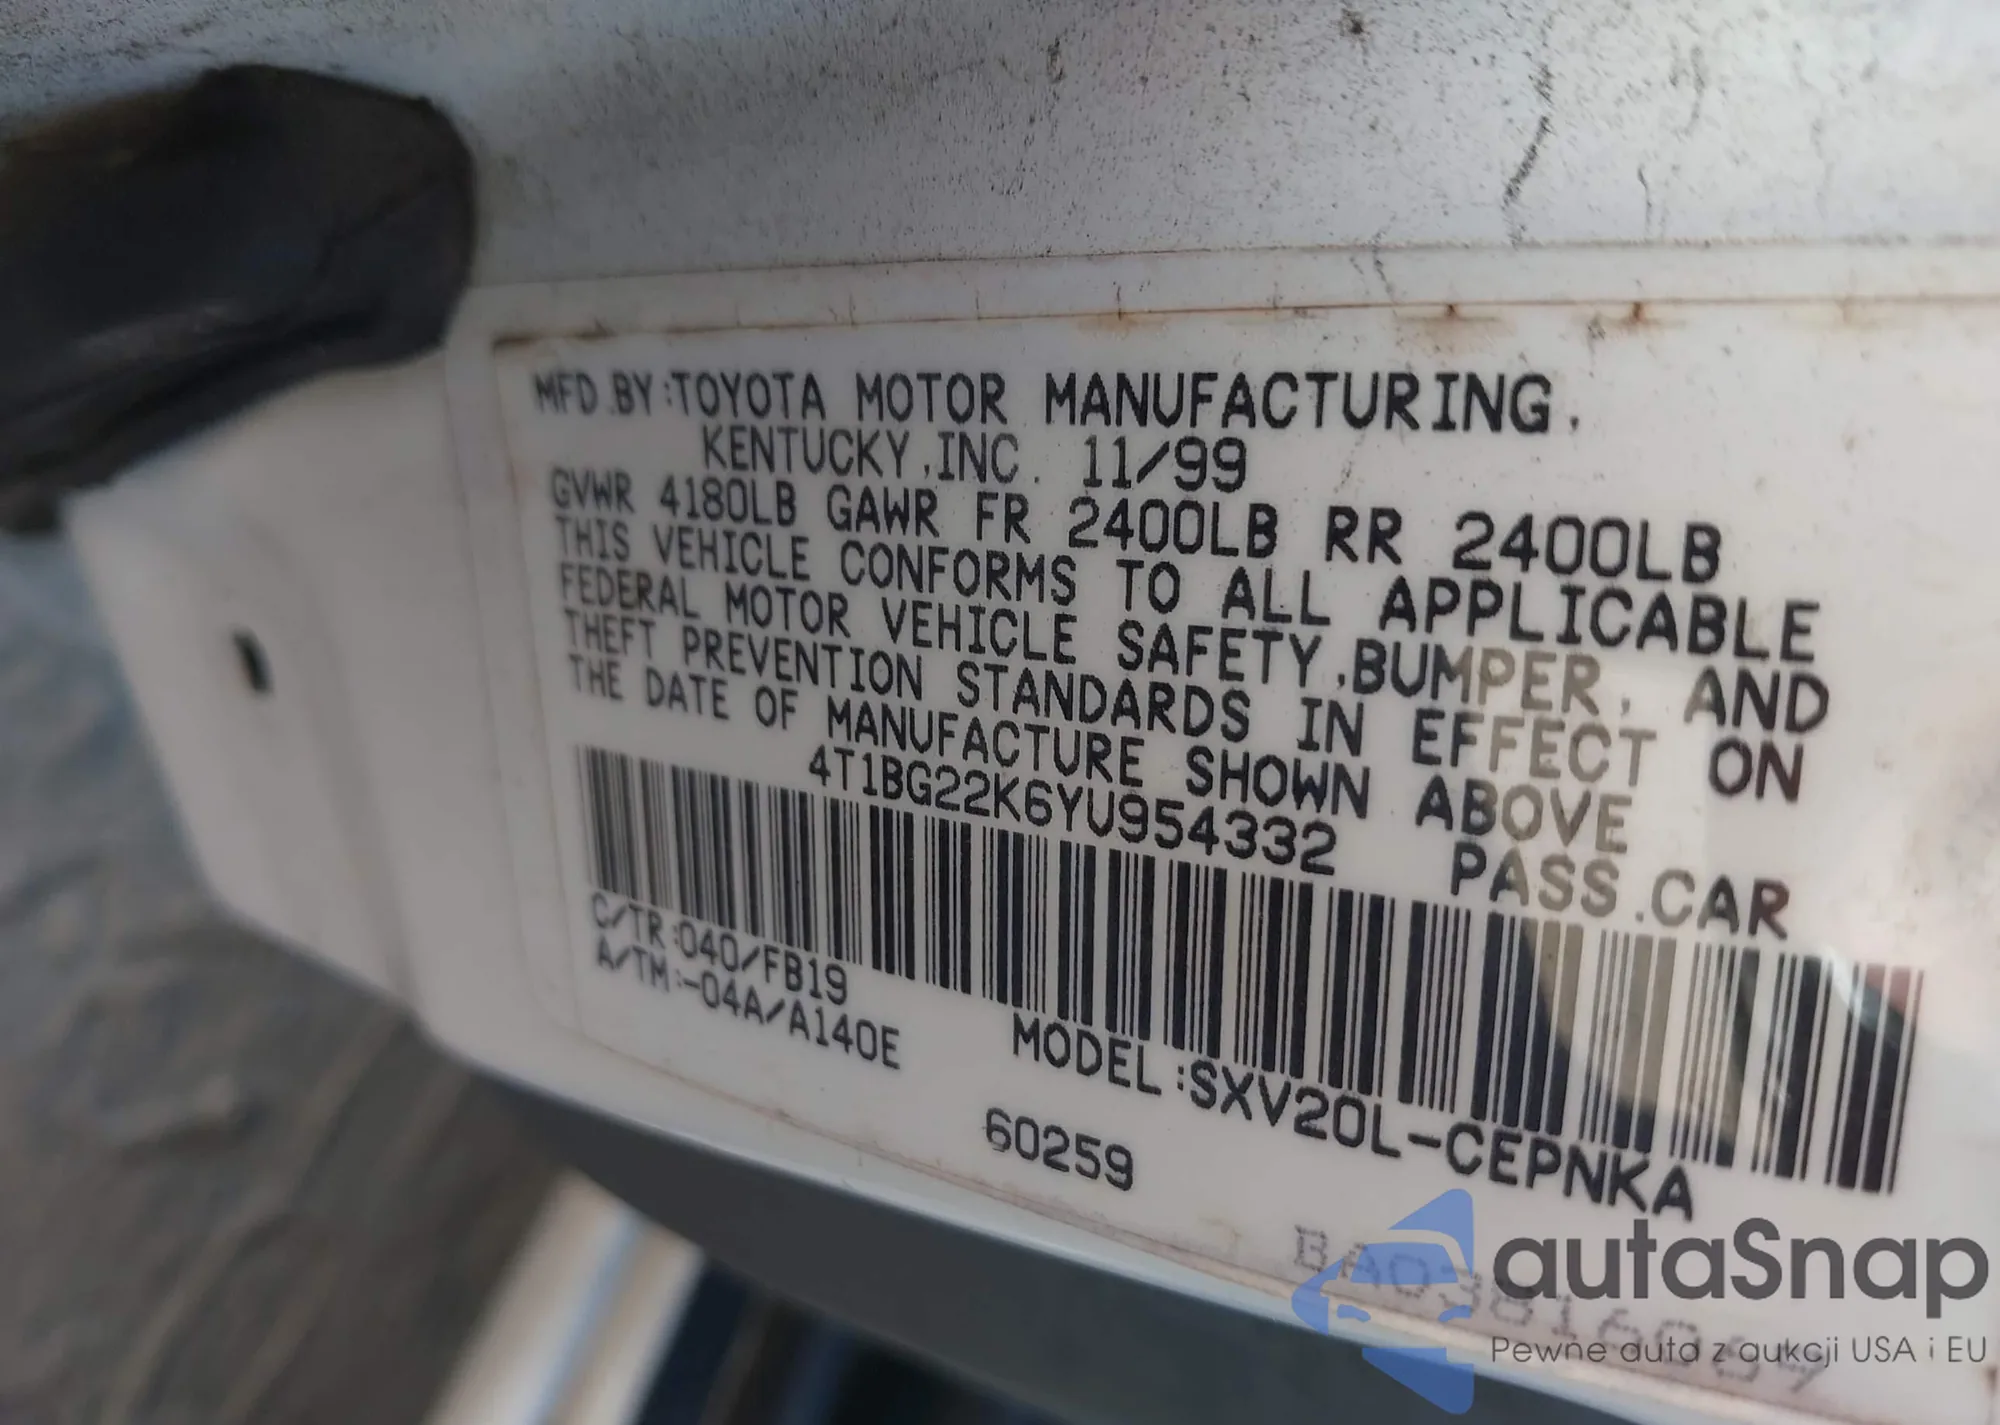 MFD.BY:TOYOTA MOTOR MANUFACTURING,
KENTUCKY,INC. 11/99
GVWR 4180LB GAWR FR 2400LB RR 2400LB
THIS VEHICLE CONFORMS TO ALL APPLICABLE
FEDERAL MOTOR VEHICLE SAFETY,BUMPER, AND
THEFT PREVENTION STANDARDS IN EFFECT ON
THE DATE OF MANUFACTURE SHOWN ABOVE
4T1BG22K6YU954332 PASS.CAR
C/TR:040/FB19
A/TM:-04A/A140E
MODEL:SXV20L-CEPNKA
60259
autaSnap
Pewne auta z aukcji USA i EU